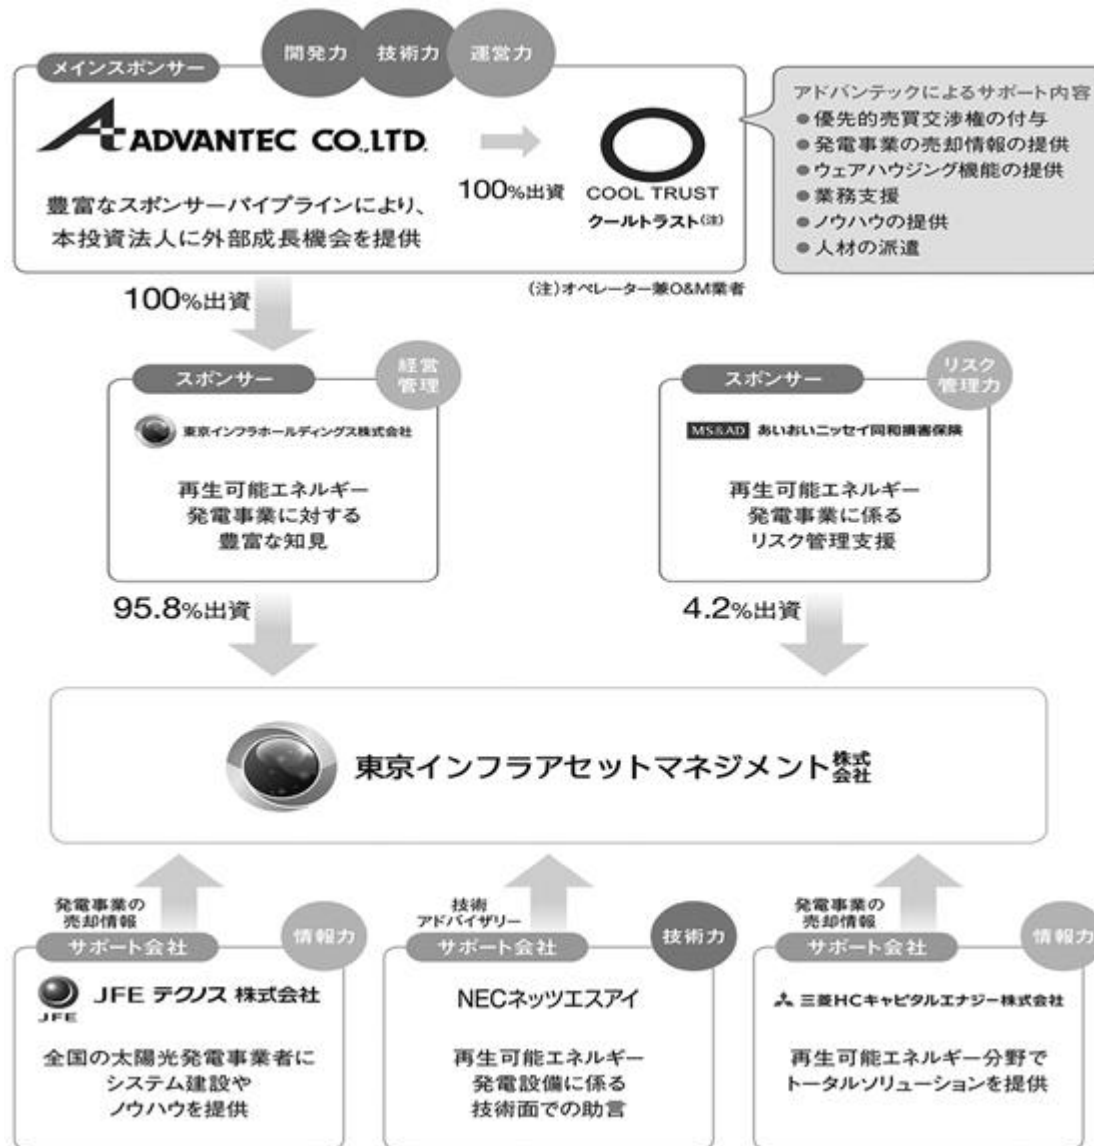 開発力
技術力
運営力
メインスポンサー
ADVANTEC CO.,LTD.
豊富なスポンサーパイプラインにより、
本投資法人に外部成長機会を提供
100%出資
COOL TRUST
クールトラスト(注)
アドバンテックによるサポート内容
●優先的売買交渉権の付与
●発電事業の売却情報の提供
●ウェアハウジング機能の提供
●業務支援
●ノウハウの提供
●人材の派遣
(注)オペレーター兼O&M業者
100%出資
スポンサー
経営
管理
東京インフラホールディングス株式会社
再生可能エネルギー
発電事業に対する
豊富な知見
95.8%出資
スポンサー
リスク
管理力
MS&AD あいおいニッセイ同和損害保険
再生可能エネルギー
発電事業に係る
リスク管理支援
4.2%出資
東京インフラアセットマネジメント株式会社
発電事業の
売却情報
サポート会社
情報力
JFE
JFE テクノス 株式会社
全国の太陽光発電事業者に
システム建設や
ノウハウを提供
技術
アドバイザリー
サポート会社
技術力
NECネッツエスアイ
再生可能エネルギー
発電設備に係る
技術面での助言
発電事業の
売却情報
サポート会社
情報力
三菱HCキャピタルエナジー株式会社
再生可能エネルギー分野で
トータルソリューションを提供